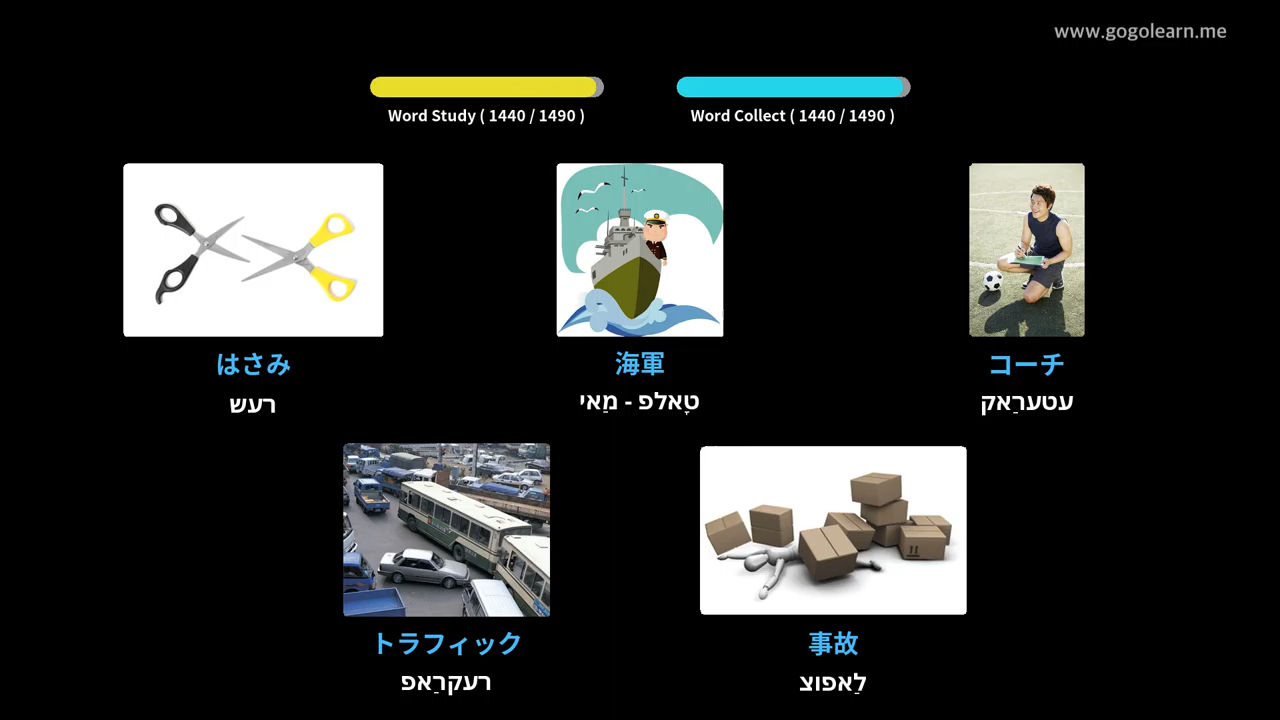 www.gogolearn.me
Word Study ( 1440 / 1490 )
Word Collect ( 1440 / 1490 )
はさみ
רעש
海軍
טָאלפ - מַאי
コーチ
עטערַאק
トラフィック
רעקרַאפ
事故
לַאפוצ